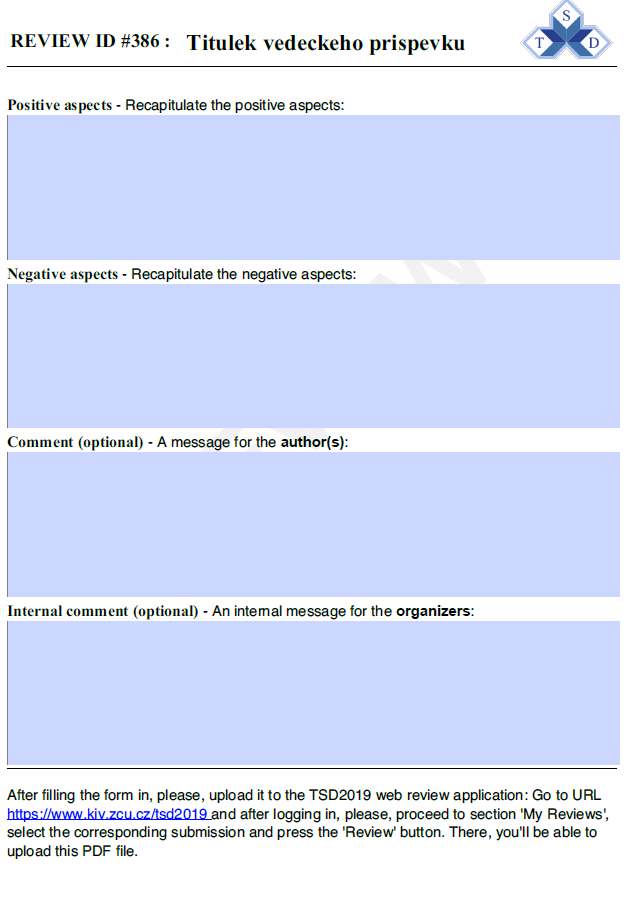 REVIEW ID #386 : Titulek vedeckeho prispevku
S
T D
Positive aspects - Recapitulate the positive aspects:
Negative aspects - Recapitulate the negative aspects:
Comment (optional) - A message for the author(s):
Internal comment (optional) - An internal message for the organizers:
After filling the form in, please, upload it to the TSD2019 web review application: Go to URL
https://www.kiv.zcu.cz/tsd2019 and after logging in, please, proceed to section 'My Reviews',
select the corresponding submission and press the 'Review' button. There, you'll be able to
upload this PDF file.